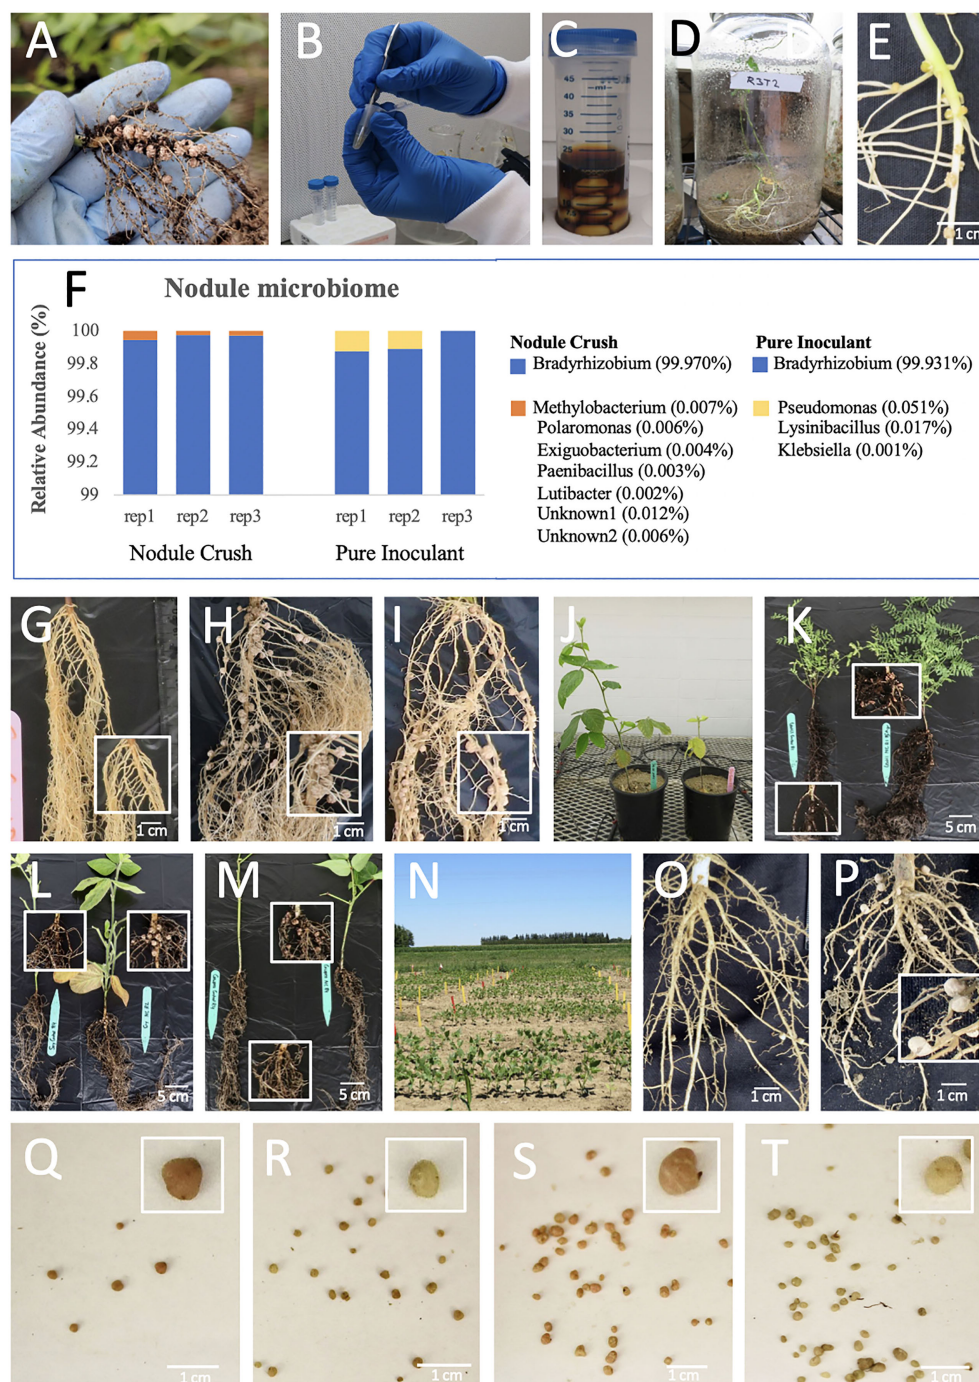 A
B
C
D
E
45
40
35
30
25
R3T2
1 cm
F
Nodule microbiome
Relative Abundance (%)
100
99.8
99.6
99.4
99.2
99
rep1 rep2 rep3 rep1 rep2 rep3
Nodule Crush Pure Inoculant
Nodule Crush
Bradyrhizobium (99.970%)
Methylobacterium (0.007%)
Polaromonas (0.006%)
Exiguobacterium (0.004%)
Paenibacillus (0.003%)
Lutibacter (0.002%)
Unknown1 (0.012%)
Unknown2 (0.006%)
Pure Inoculant
Bradyrhizobium (99.931%)
Pseudomonas (0.051%)
Lysinibacillus (0.017%)
Klebsiella (0.001%)
G
1 cm
H
1 cm
I
1 cm
J
K
5 cm
L
5 cm
M
5 cm
N
O
1 cm
P
1 cm
Q
1 cm
R
1 cm
S
1 cm
T
1 cm